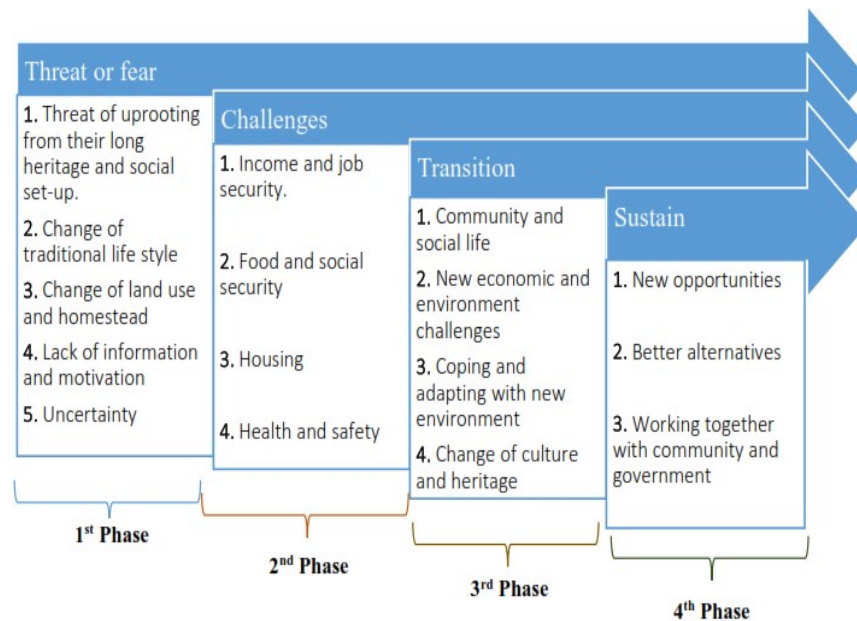 Threat or fear
1. Threat of uprooting
from their long
heritage and social
set-up.
2. Change of
traditional life style
3. Change of land use
and homestead
4. Lack of information
and motivation
5. Uncertainty
1st Phase
Challenges
1. Income and job
security.
2. Food and social
security
3. Housing
4. Health and safety
2nd Phase
Transition
1. Community and
social life
2. New economic and
environment
challenges
3. Coping and
adapting with new
environment
4. Change of culture
and heritage
3rd Phase
Sustain
1. New opportunities
2. Better alternatives
3. Working together
with community and
government
4th Phase